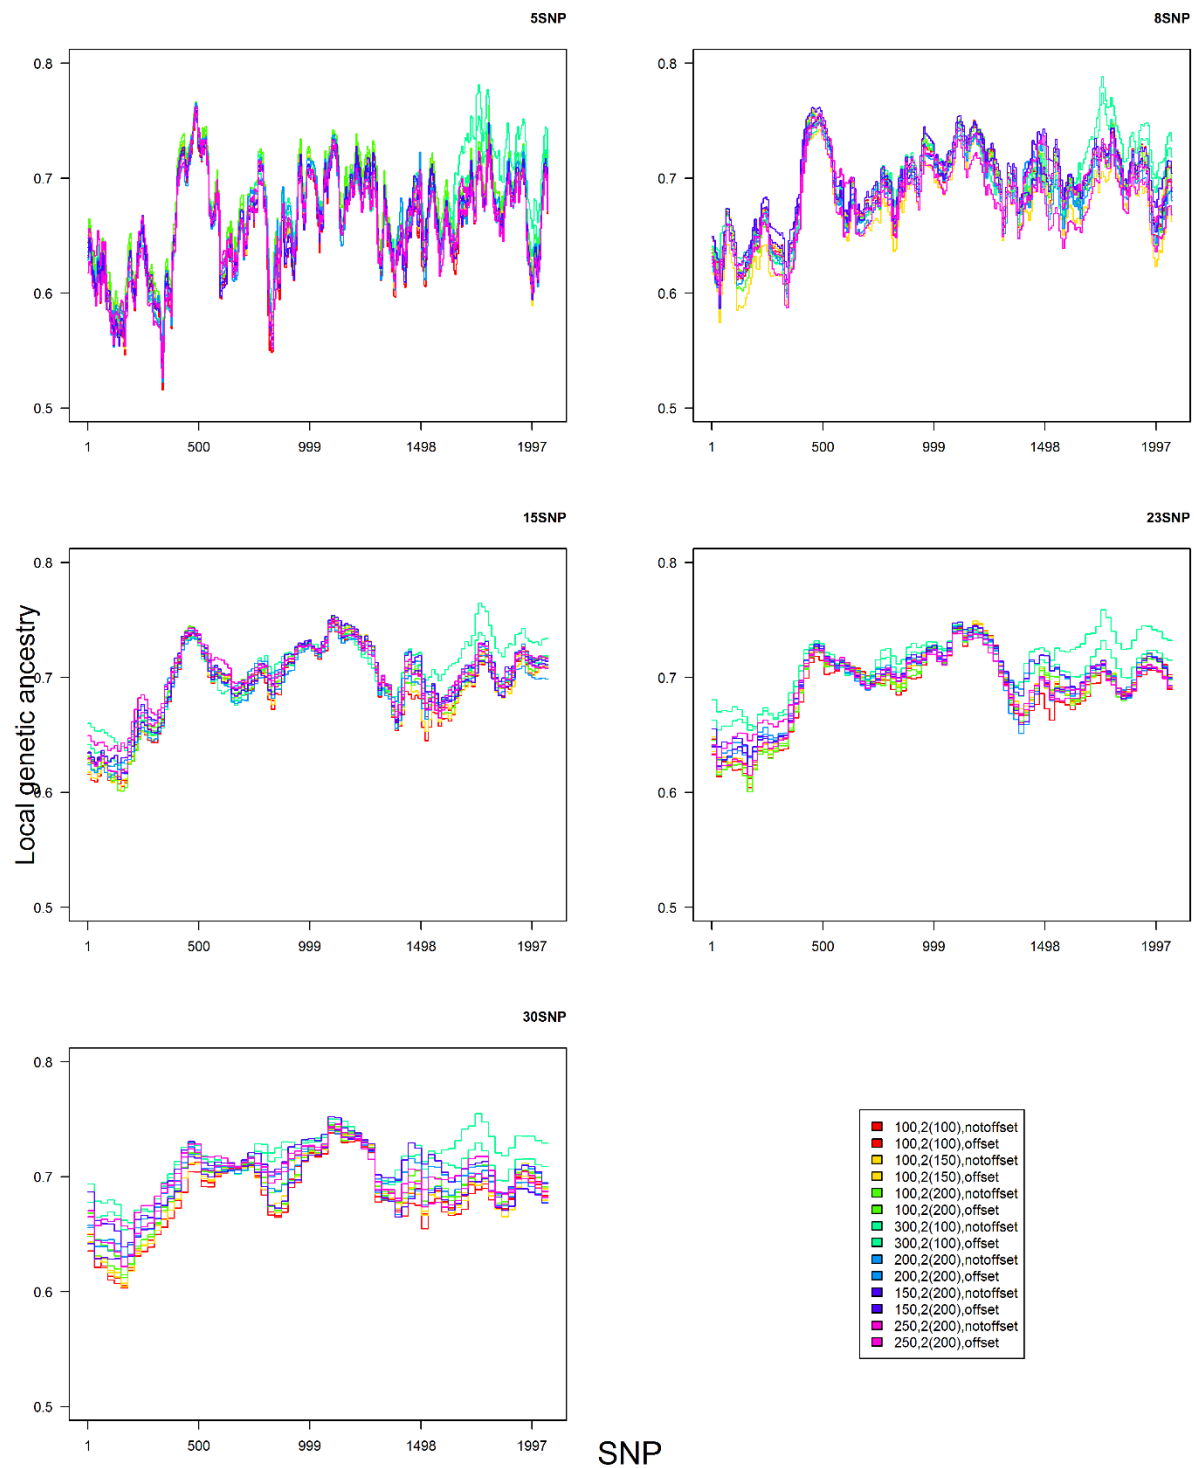 5SNP
8SNP
0.8
0.7
0.6
0.5
1 500 999 1498 1997
0.8
0.7
0.6
0.5
1 500 999 1498 1997
15SNP
23SNP
Local genetic ancestry
0.8
0.7
0.6
0.5
1 500 999 1498 1997
0.8
0.7
0.6
0.5
1 500 999 1498 1997
30SNP
0.8
0.7
0.6
0.5
1 500 999 1498 1997
100,2(100),notoffset
100,2(100),offset
100,2(150),notoffset
100,2(150),offset
100,2(200),notoffset
100,2(200),offset
300,2(100),notoffset
300,2(100),offset
200,2(200),notoffset
200,2(200),offset
150,2(200),notoffset
150,2(200),offset
250,2(200),notoffset
250,2(200),offset
SNP